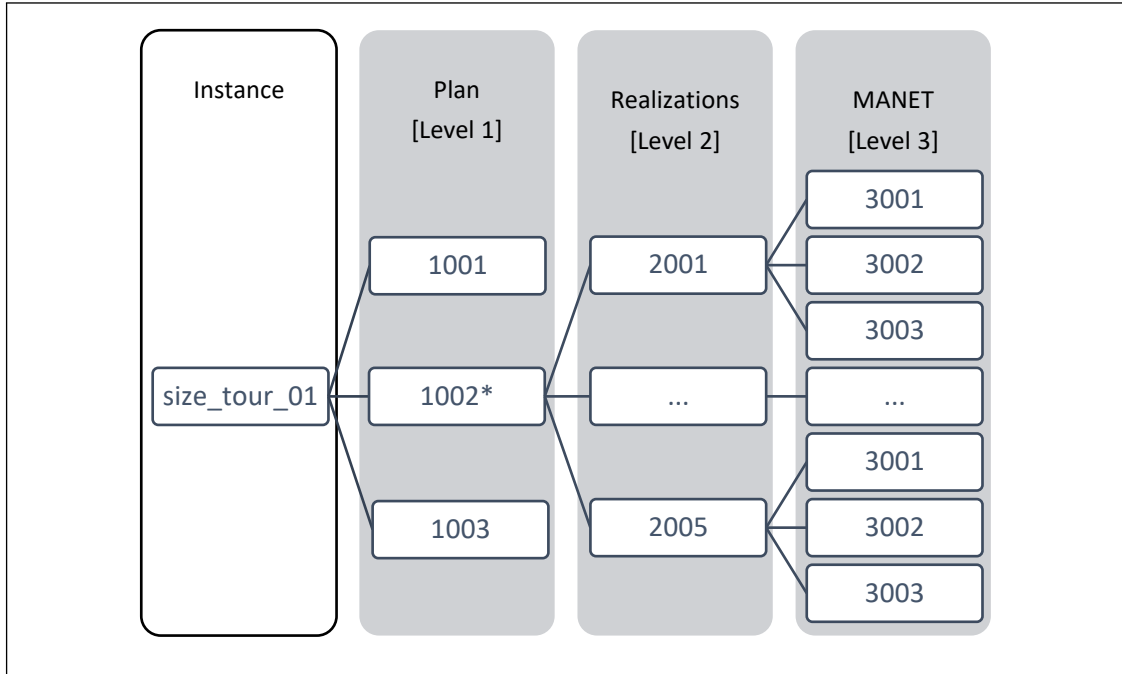 Instance
Plan
[Level 1]
Realizations
[Level 2]
MANET
[Level 3]
3001
1001
2001
3002
3003
size_tour_01
1002*
...
...
3001
1003
2005
3002
3003